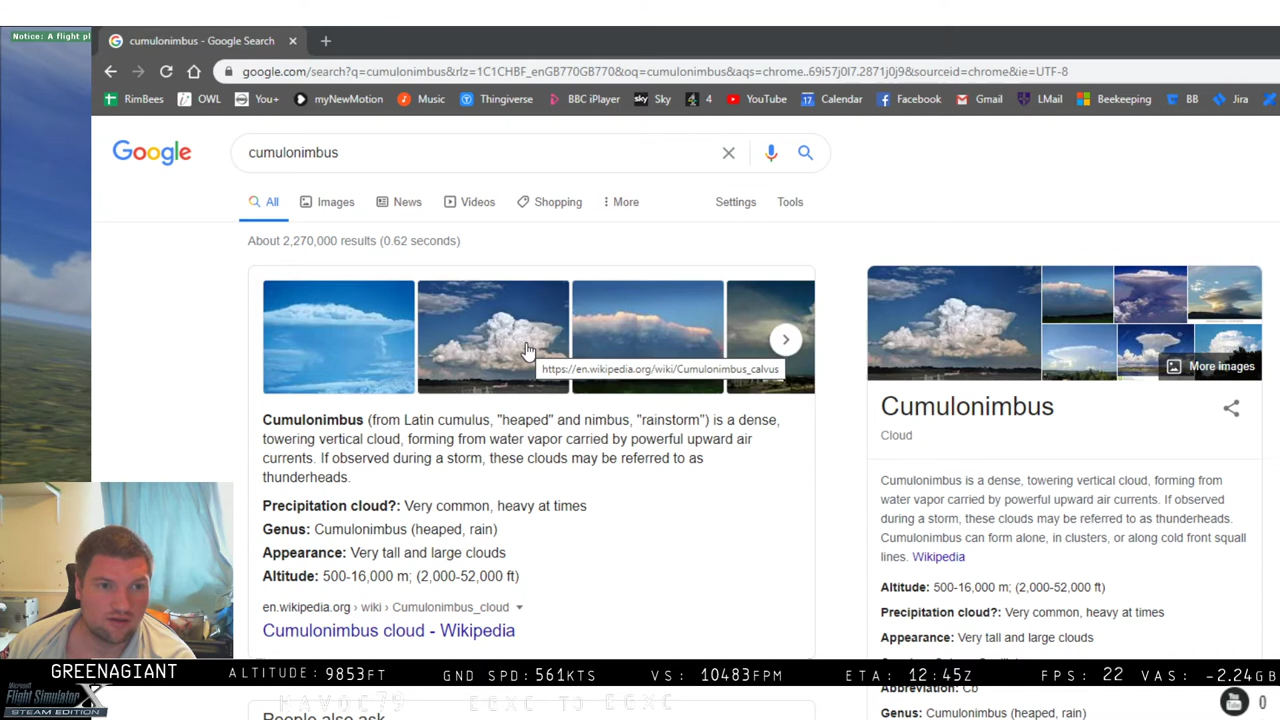 Notice: A flight pl
cumulonimbus - Google Search
google.com/search?q=cumulonimbus&rlz=1C1CHBF_enGB770GB770&oq=cumulonimbus&aqs=chrome..69i57j0l7.2871j0j9&sourceid=chrome&ie=UTF-8
RimBees OWL You+ myNewMotion Music Thingiverse BBC iPlayer sky Sky 4 4 YouTube 17 Calendar Facebook Gmail LMail Beekeeping BB Jira
Google
cumulonimbus
All Images News Videos Shopping More Settings Tools
About 2,270,000 results (0.62 seconds)
https://en.wikipedia.org/wiki/Cumulonimbus_calvus
Cumulonimbus (from Latin cumulus, "heaped" and nimbus, "rainstorm") is a dense,
towering vertical cloud, forming from water vapor carried by powerful upward air
currents. If observed during a storm, these clouds may be referred to as
thunderheads.
Precipitation cloud?: Very common, heavy at times
Genus: Cumulonimbus (heaped, rain)
Appearance: Very tall and large clouds
Altitude: 500-16,000 m; (2,000-52,000 ft)
en.wikipedia.org › wiki › Cumulonimbus_cloud
Cumulonimbus cloud - Wikipedia
People also ask
More images
Cumulonimbus
Cloud
Cumulonimbus is a dense, towering vertical cloud, forming from
water vapor carried by powerful upward air currents. If observed
during a storm, these clouds may be referred to as thunderheads.
Cumulonimbus can form alone, in clusters, or along cold front squall
lines. Wikipedia
Altitude: 500-16,000 m; (2,000-52,000 ft)
Precipitation cloud?: Very common, heavy at times
Appearance: Very tall and large clouds
Abbreviation: Cb
Genus: Cumulonimbus (heaped, rain)
GREENAGIANT ALTITUDE: 9853FT GND SPD: 561KTS VS: 10483FPM ETA: 12:45Z FPS: 22 VAS: -2.24GB
Microsoft
Flight Simulator X
STEAM EDITION
You Tube 0